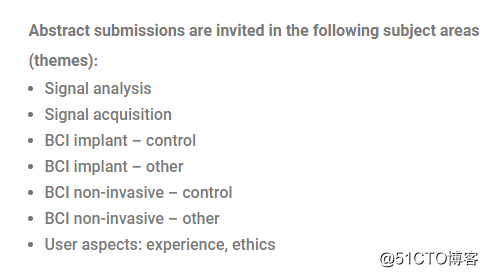 Abstract submissions are invited in the following subject areas
(themes):
• Signal analysis
• Signal acquisition
• BCI implant – control
• BCI implant – other
• BCI non-invasive – control
• BCI non-invasive – other
• User aspects: experience, ethics
@51CTO博客